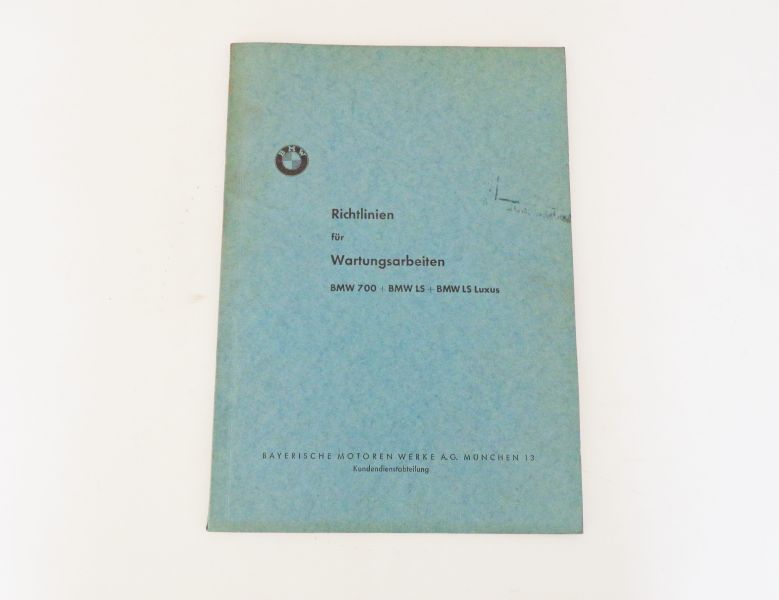 BMW
Richtlinien
für
Wartungsarbeiten
BMW 700 + BMW LS + BMW LS Luxus
BAYERISCHE MOTOREN WERKE A.G. MÜNCHEN 13
Kundendienstabteilung